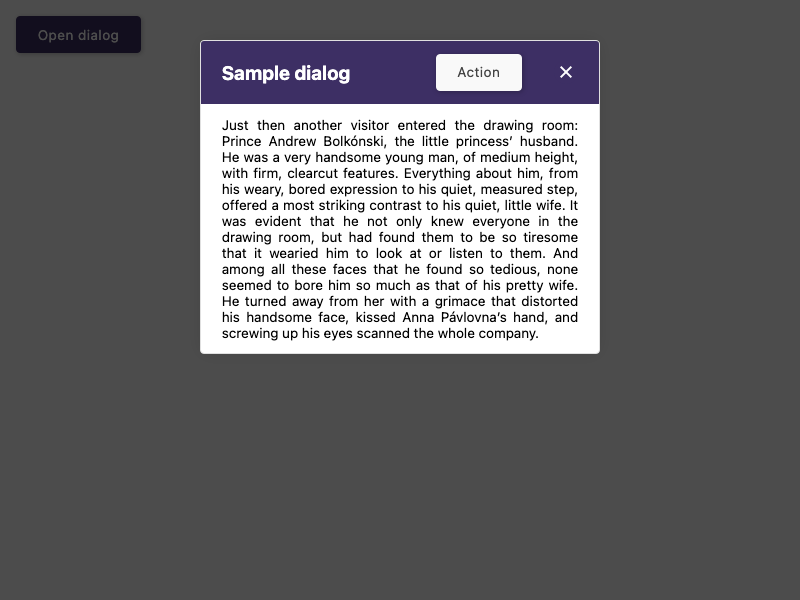 Open dialog
Sample dialog
Action
Just then another visitor entered the drawing room:
Prince Andrew Bolkónski, the little princess’ husband.
He was a very handsome young man, of medium height,
with firm, clearcut features. Everything about him, from
his weary, bored expression to his quiet, measured step,
offered a most striking contrast to his quiet, little wife. It
was evident that he not only knew everyone in the
drawing room, but had found them to be so tiresome
that it wearied him to look at or listen to them. And
among all these faces that he found so tedious, none
seemed to bore him so much as that of his pretty wife.
He turned away from her with a grimace that distorted
his handsome face, kissed Anna Pávlovna’s hand, and
screwing up his eyes scanned the whole company.